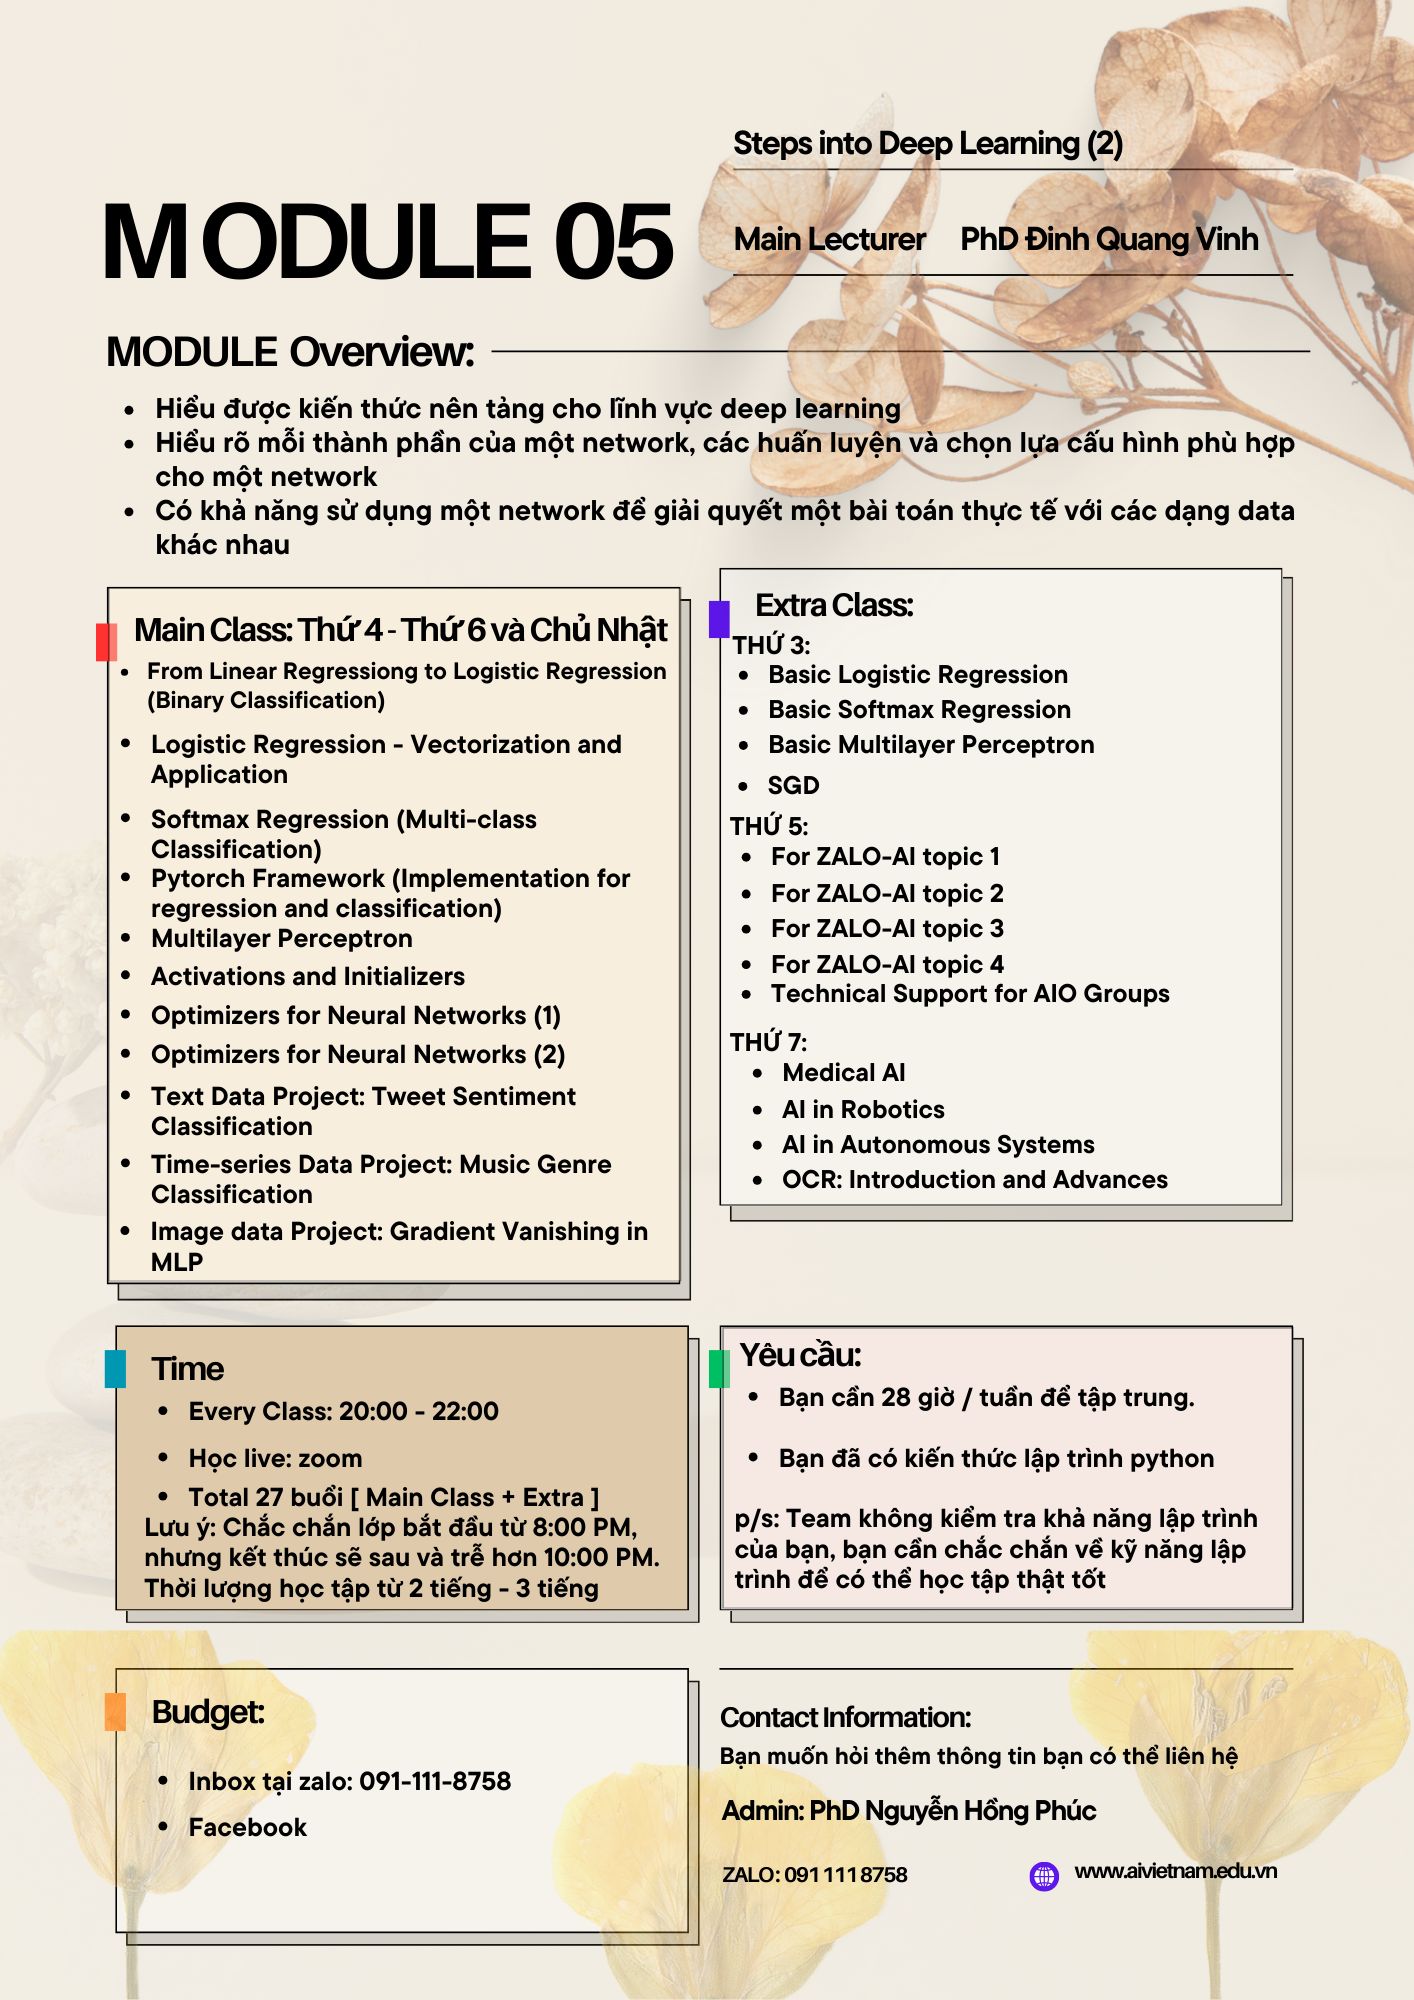 Steps into Deep Learning (2)
MODULE 05
Main Lecturer PhD Đinh Quang Vinh
MODULE Overview:
• Hiểu được kiến thức nên tảng cho lĩnh vực deep learning
• Hiểu rõ mỗi thành phần của một network, các huấn luyện và chọn lựa cấu hình phù hợp
cho một network
• Có khả năng sử dụng một network để giải quyết một bài toán thực tế với các dạng data
khác nhau
Main Class: Thứ 4 - Thứ 6 và Chủ Nhật
• From Linear Regressiong to Logistic Regression
(Binary Classification)
• Logistic Regression - Vectorization and
Application
• Softmax Regression (Multi-class
Classification)
• Pytorch Framework (Implementation for
regression and classification)
• Multilayer Perceptron
• Activations and Initializers
• Optimizers for Neural Networks (1)
• Optimizers for Neural Networks (2)
• Text Data Project: Tweet Sentiment
Classification
• Time-series Data Project: Music Genre
Classification
• Image data Project: Gradient Vanishing in
MLP
Extra Class:
THỨ 3:
• Basic Logistic Regression
• Basic Softmax Regression
• Basic Multilayer Perceptron
• SGD
THỨ 5:
• For ZALO-AI topic 1
• For ZALO-AI topic 2
• For ZALO-AI topic 3
• For ZALO-AI topic 4
• Technical Support for AIO Groups
THỨ 7:
• Medical AI
• AI in Robotics
• AI in Autonomous Systems
• OCR: Introduction and Advances
Time
• Every Class: 20:00 - 22:00
• Học live: zoom
• Total 27 buổi [ Main Class + Extra ]
Lưu ý: Chắc chắn lớp bắt đầu từ 8:00 PM,
nhưng kết thúc sẽ sau và trễ hơn 10:00 PM.
Thời lượng học tập từ 2 tiếng - 3 tiếng
Yêu cầu:
• Bạn cần 28 giờ / tuần để tập trung.
• Bạn đã có kiến thức lập trình python
p/s: Team không kiểm tra khả năng lập trình
của bạn, bạn cần chắc chắn về kỹ năng lập
trình để có thể học tập thật tốt
Budget:
• Inbox tại zalo: 091-111-8758
• Facebook
Contact Information:
Bạn muốn hỏi thêm thông tin bạn có thể liên hệ
Admin: PhD Nguyễn Hồng Phúc
ZALO: 091 111 8758
www.aivietnam.edu.vn